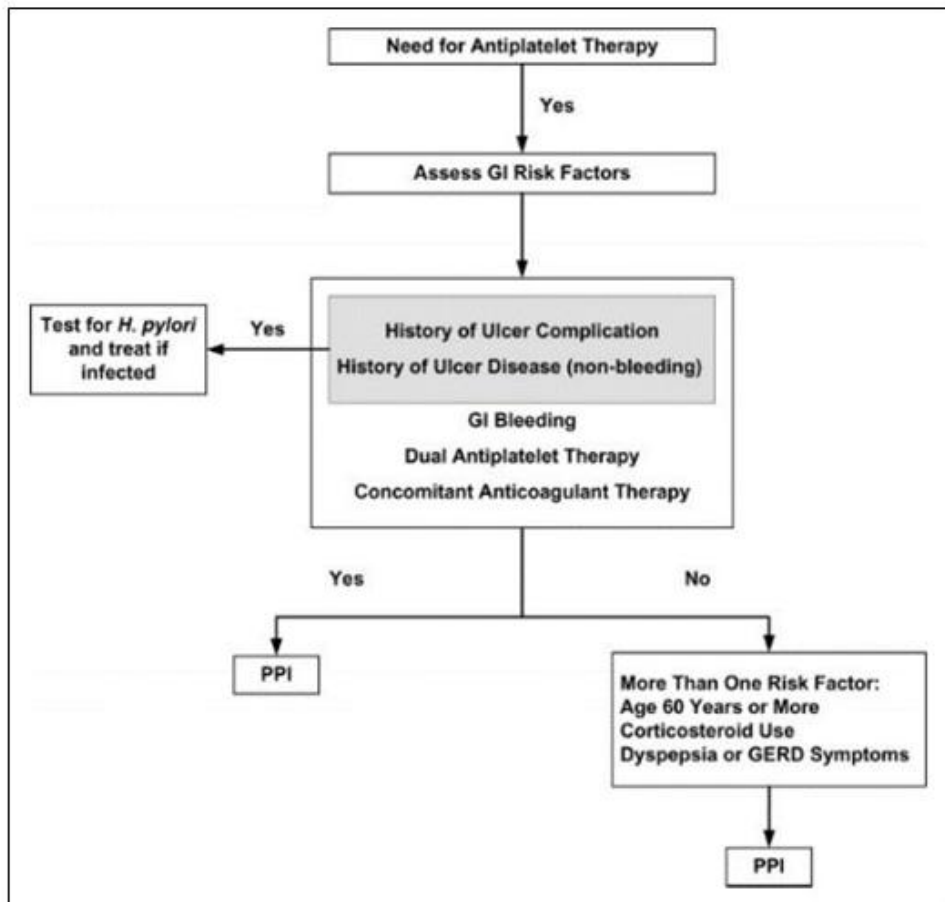 Need for Antiplatelet Therapy
Yes
Assess GI Risk Factors
Test for H. pylori
and treat if
infected
Yes
History of Ulcer Complication
History of Ulcer Disease (non-bleeding)
GI Bleeding
Dual Antiplatelet Therapy
Concomitant Anticoagulant Therapy
Yes
No
PPI
More Than One Risk Factor:
Age 60 Years or More
Corticosteroid Use
Dyspepsia or GERD Symptoms
PPI